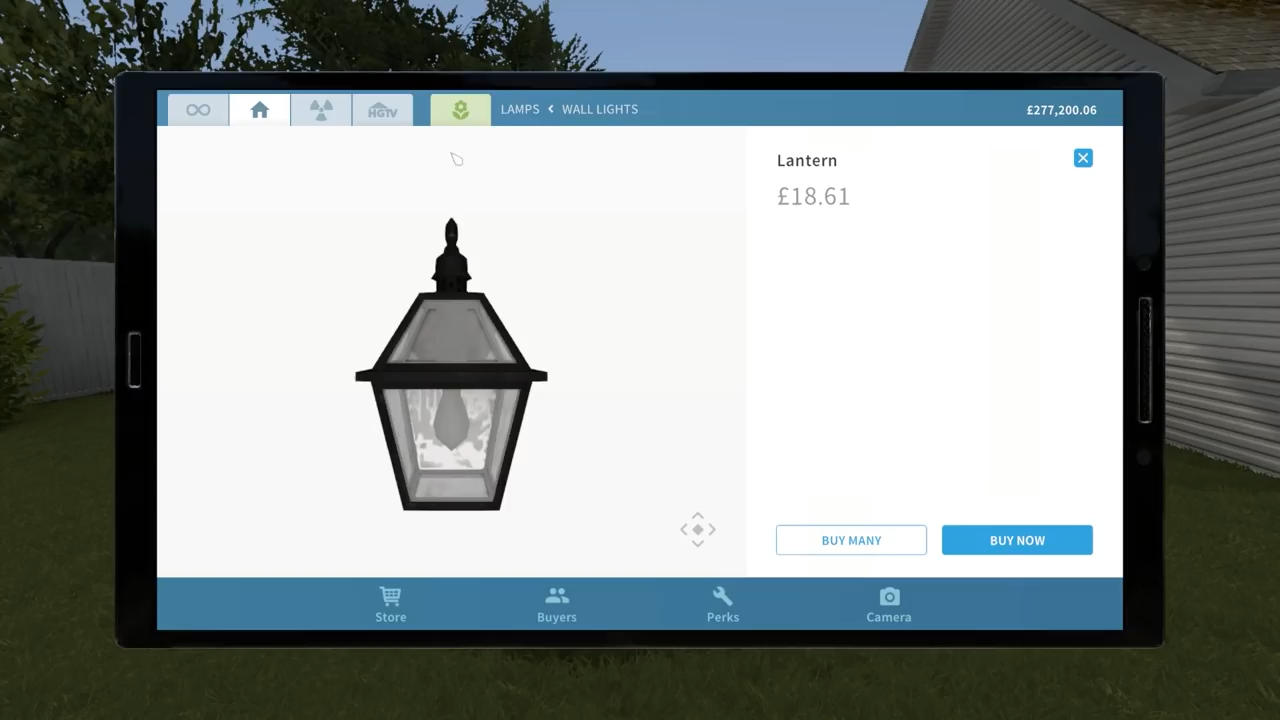 HGTV
LAMPS < WALL LIGHTS
£277,200.06
Lantern
£18.61
BUY MANY
BUY NOW
Store
Buyers
Perks
Camera